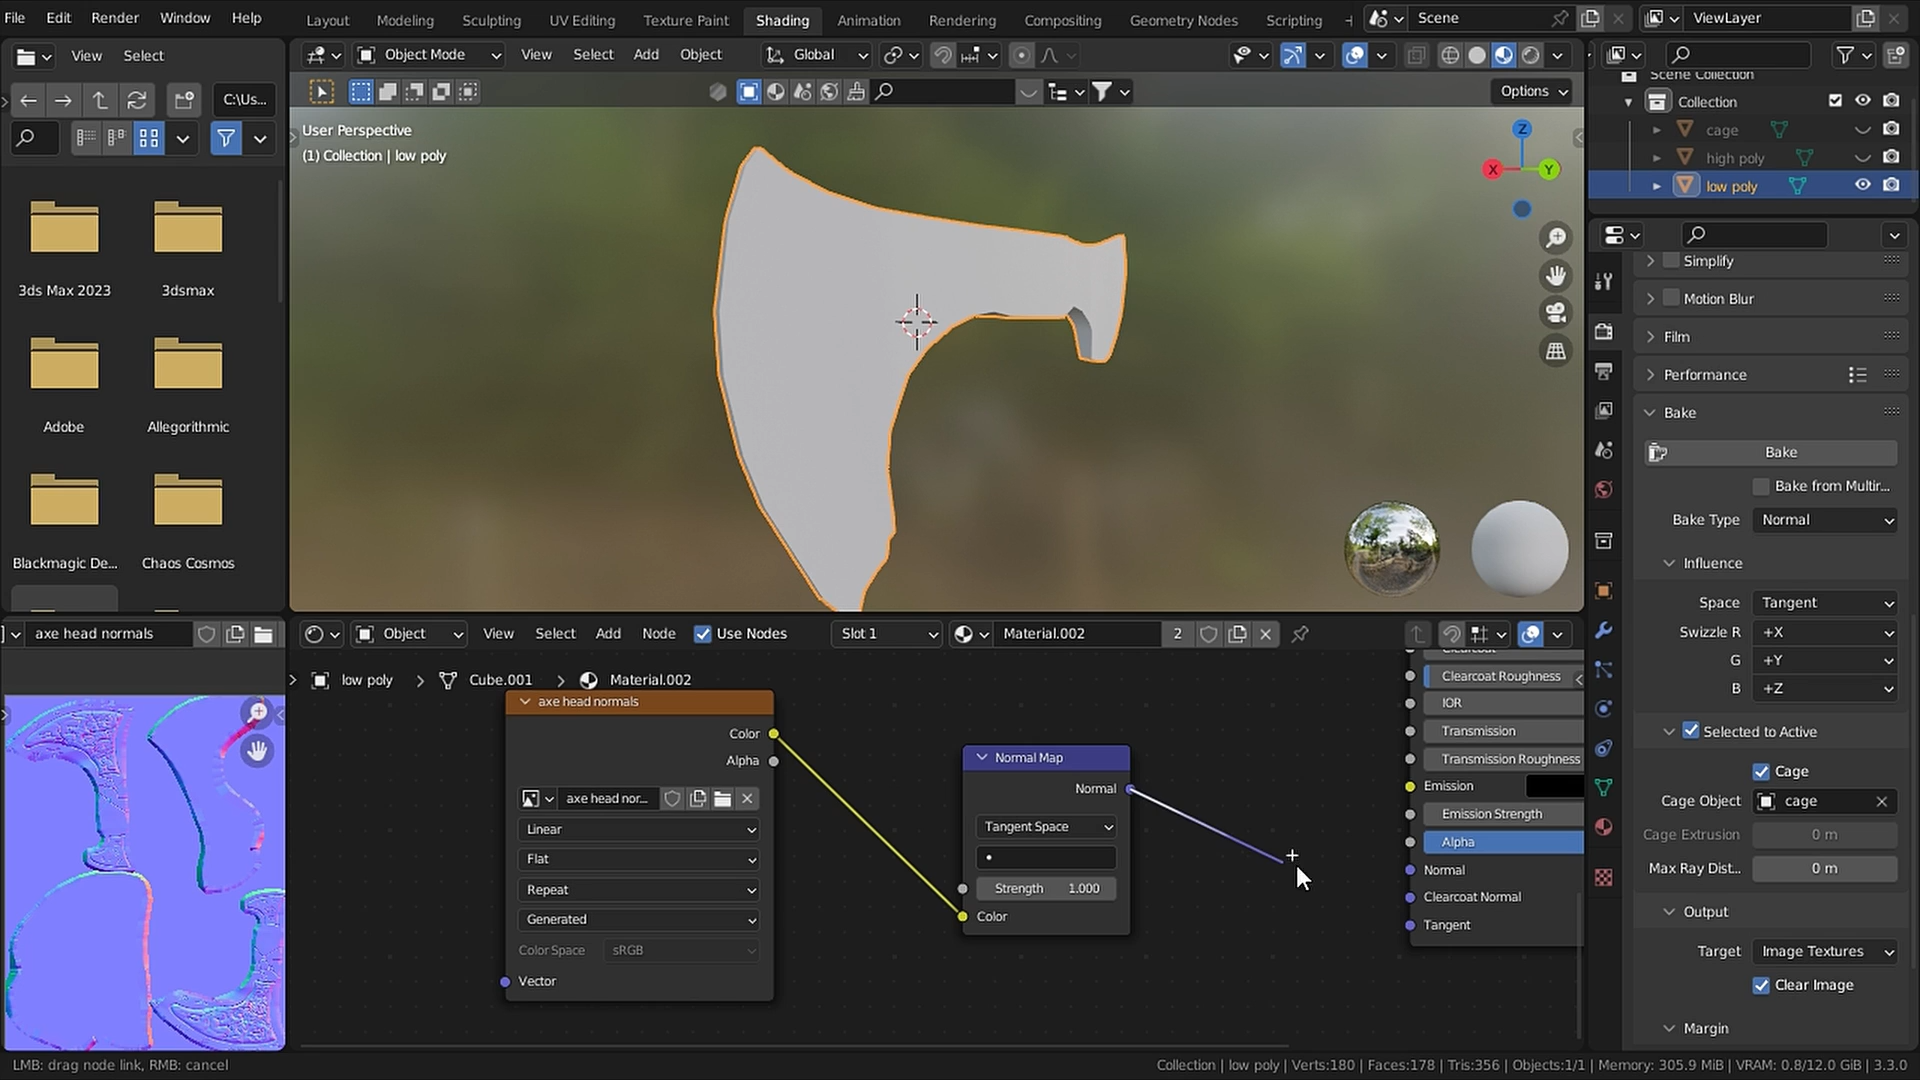 File Edit Render Window Help
Layout Modeling Sculpting UV Editing Texture Paint Shading Animation Rendering Compositing Geometry Nodes Scripting
Scene
ViewLayer
View Select
Object Mode View Select Add Object Global
C:\Us...
Options
User Perspective
(1) Collection | low poly
Z
X
Y
3ds Max 2023
3dsmax
Adobe
Allegorithmic
Blackmagic De...
Chaos Cosmos
Scene Collection
Collection
cage
high poly
low poly
Simplify
Motion Blur
Film
Performance
Bake
Bake
Bake from Multir...
Bake Type Normal
Influence
Space Tangent
Swizzle R +X
G +Y
B +Z
Selected to Active
Cage
Cage Object cage
Cage Extrusion 0 m
Max Ray Dist... 0 m
Output
Target Image Textures
Clear Image
Margin
axe head normals
Object View Select Add Node Use Nodes Slot 1 Material.002 2
low poly Cube.001 Material.002
axe head normals
Color
Alpha
axe head nor...
Linear
Flat
Repeat
Generated
Color Space sRGB
Vector
Normal Map
Normal
Tangent Space
Strength 1.000
Color
Clearcoat
Clearcoat Roughness
IOR
Transmission
Transmission Roughness
Emission
Emission Strength
Alpha
Normal
Clearcoat Normal
Tangent
LMB: drag node link, RMB: cancel
Collection | low poly | Verts:180 | Faces:178 | Tris:356 | Objects:1/1 | Memory: 305.9 MiB | VRAM: 0.8/12.0 GiB | 3.3.0